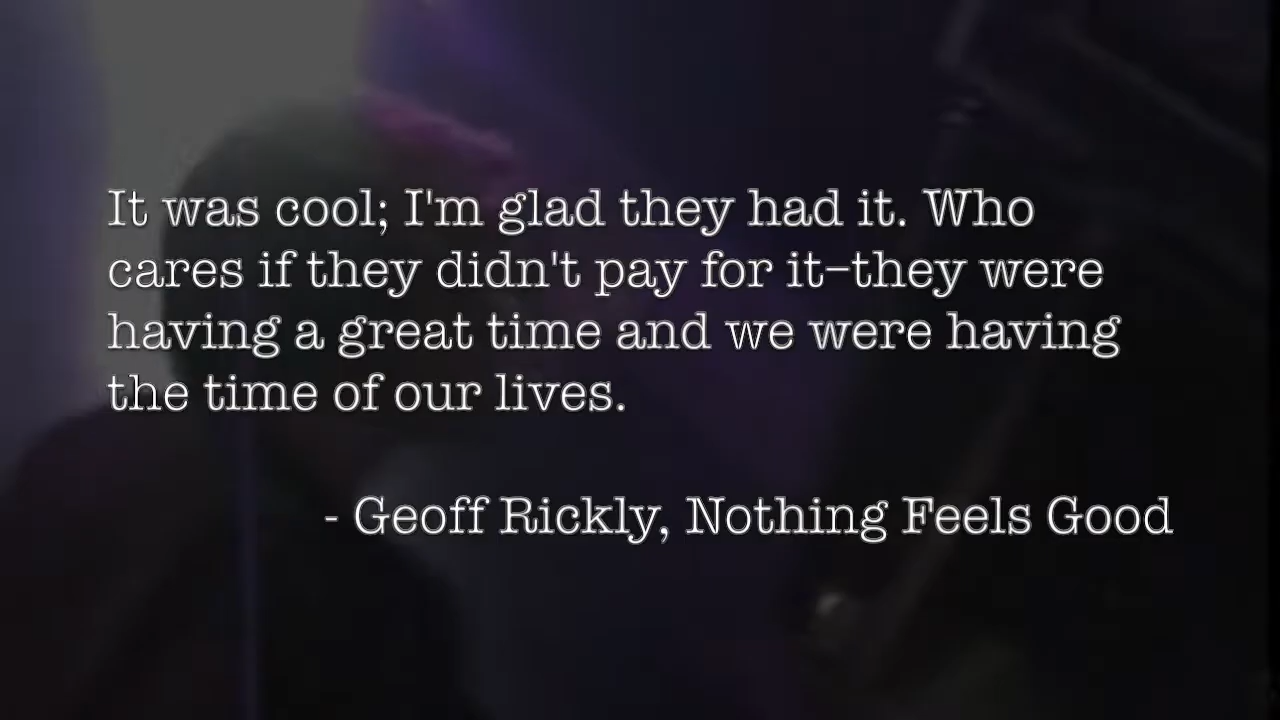 It was cool; I'm glad they had it. Who
cares if they didn't pay for it–they were
having a great time and we were having
the time of our lives.
- Geoff Rickly, Nothing Feels Good